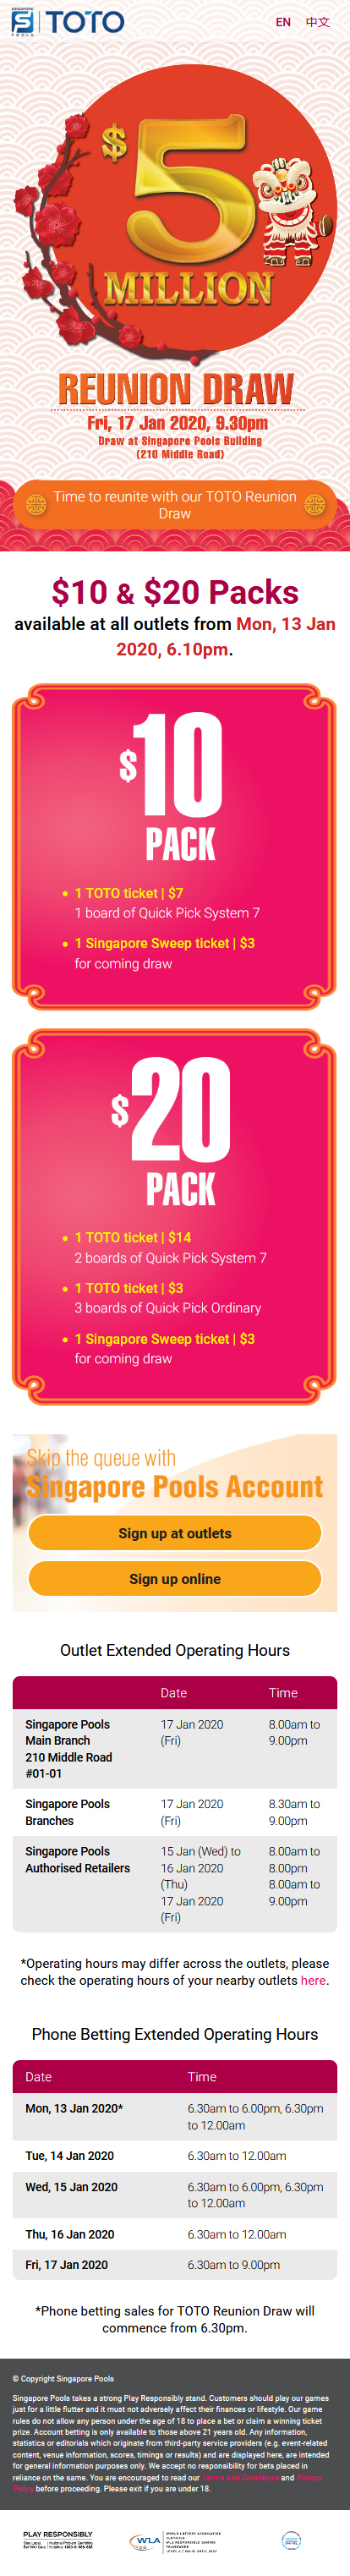 SINGAPORE
POOLS
TOTO
EN 中文
$5
MILLION
REUNION DRAW
Fri, 17 Jan 2020, 9.30pm
Draw at Singapore Pools Building
(210 Middle Road)
Time to reunite with our TOTO Reunion
Draw
$10 & $20 Packs
available at all outlets from Mon, 13 Jan
2020, 6.10pm.
$10
PACK
• 1 TOTO ticket | $7
1 board of Quick Pick System 7
• 1 Singapore Sweep ticket | $3
for coming draw
$20
PACK
• 1 TOTO ticket | $14
2 boards of Quick Pick System 7
• 1 TOTO ticket | $3
3 boards of Quick Pick Ordinary
• 1 Singapore Sweep ticket | $3
for coming draw
Skip the queue with
Singapore Pools Account
Sign up at outlets
Sign up online
Outlet Extended Operating Hours
Date Time
Singapore Pools 17 Jan 2020 8.00am to
Main Branch (Fri) 9.00pm
210 Middle Road
#01-01
Singapore Pools 17 Jan 2020 8.30am to
Branches (Fri) 9.00pm
Singapore Pools 15 Jan (Wed) to 8.00am to
Authorised Retailers 16 Jan 2020 8.00pm
(Thu) 8.00am to
17 Jan 2020 9.00pm
(Fri)
*Operating hours may differ across the outlets, please
check the operating hours of your nearby outlets here.
Phone Betting Extended Operating Hours
Date Time
Mon, 13 Jan 2020* 6.30am to 6.00pm, 6.30pm
to 12.00am
Tue, 14 Jan 2020 6.30am to 12.00am
Wed, 15 Jan 2020 6.30am to 6.00pm, 6.30pm
to 12.00am
Thu, 16 Jan 2020 6.30am to 12.00am
Fri, 17 Jan 2020 6.30am to 9.00pm
*Phone betting sales for TOTO Reunion Draw will
commence from 6.30pm.
© Copyright Singapore Pools
Singapore Pools takes a strong Play Responsibly stand. Customers should play our games
just for a little flutter and it must not adversely affect their finances or lifestyle. Our game
rules do not allow any person under the age of 18 to place a bet or claim a winning ticket
prize. Account betting is only available to those above 21 years old. Any information,
statistics or editorials which originate from third-party service providers (e.g. event-related
content, venue information, scores, timings or results) and are displayed here, are intended
for general information purposes only. We accept no responsibility for bets placed in
reliance on the same. You are encouraged to read our Terms and Conditions and Privacy
Policy before proceeding. Please exit if you are under 18.
PLAY RESPONSIBLY
WLA